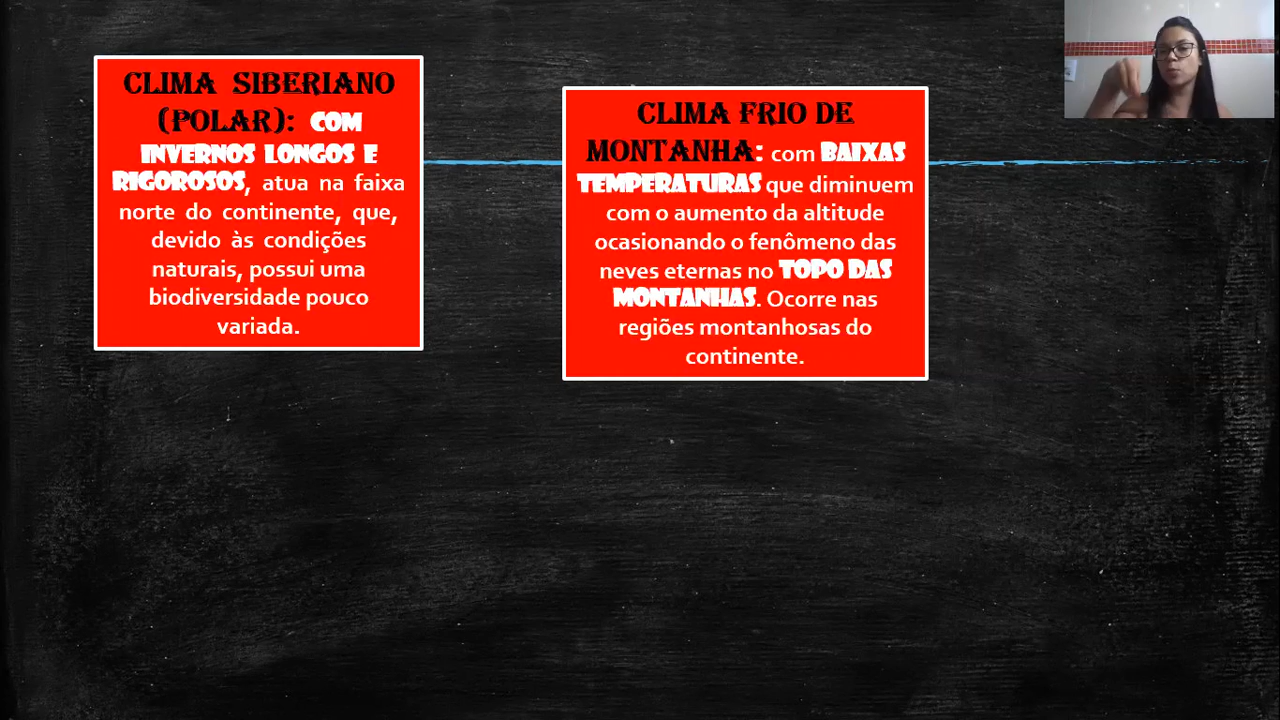 CLIMA SIBERIANO
(POLAR): COM
INVERNOS LONGOS E
RIGOROSOS, atua na faixa
norte do continente, que,
devido às condições
naturais, possui uma
biodiversidade pouco
variada.
CLIMA FRIO DE
MONTANHA: com BAIXAS
TEMPERATURAS que diminuem
com o aumento da altitude
ocasionando o fenômeno das
neves eternas no TOPO DAS
MONTANHAS. Ocorre nas
regiões montanhosas do
continente.